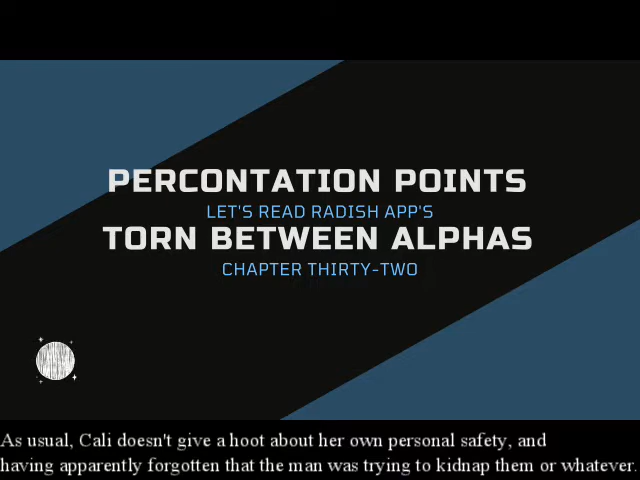 PERCONTATION POINTS
LET'S READ RADISH APP'S
TORN BETWEEN ALPHAS
CHAPTER THIRTY-TWO
As usual, Cali doesn't give a hoot about her own personal safety, and
having apparently forgotten that the man was trying to kidnap them or whatever.